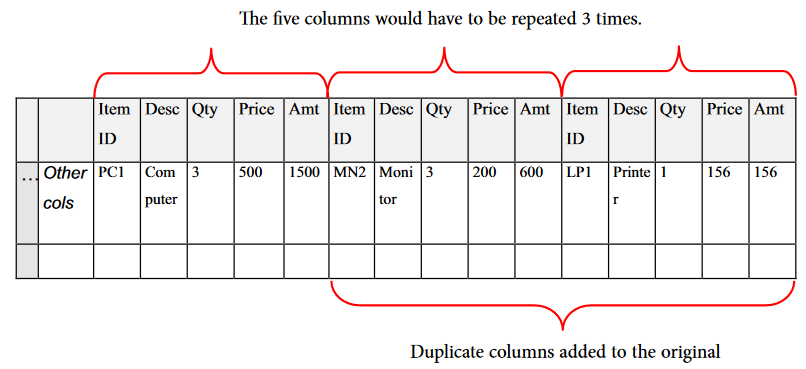 The five columns would have to be repeated 3 times.
Item ID Desc Qty Price Amt Item ID Desc Qty Price Amt Item ID Desc Qty Price Amt
... Other cols PC1 Com puter 3 500 1500 MN2 Moni tor 3 200 600 LP1 Printe r 1 156 156
Duplicate columns added to the original